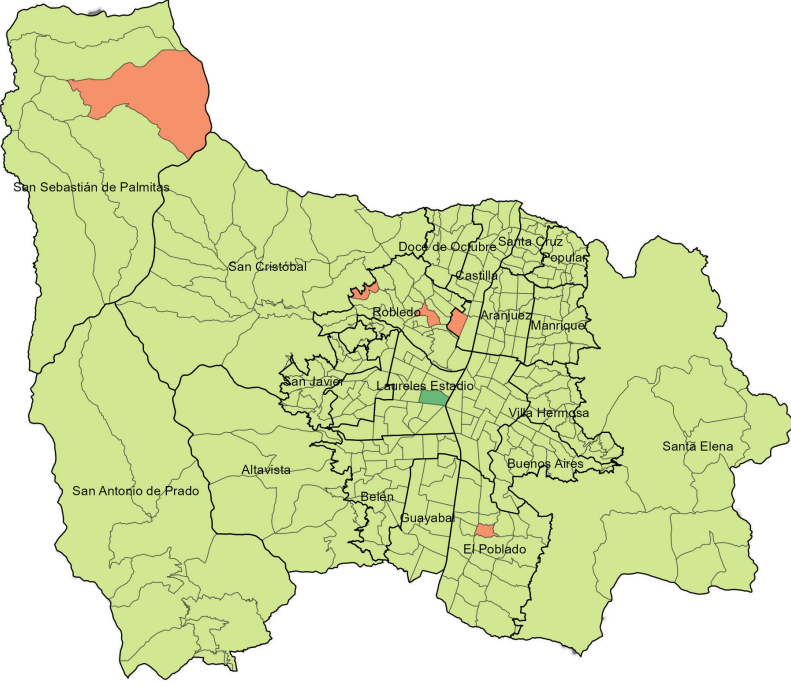 San Sebastián de Palmitas
Doce de Octubre
Santa Cruz
Popular
San Cristóbal
Castilla
Robledo
Aranjuez
Manrique
San Javier
Laureles Estadio
Villa Hermosa
Santa Elena
Buenos Aires
Altavista
San Antonio de Prado
Belén
Guayabal
El Poblado